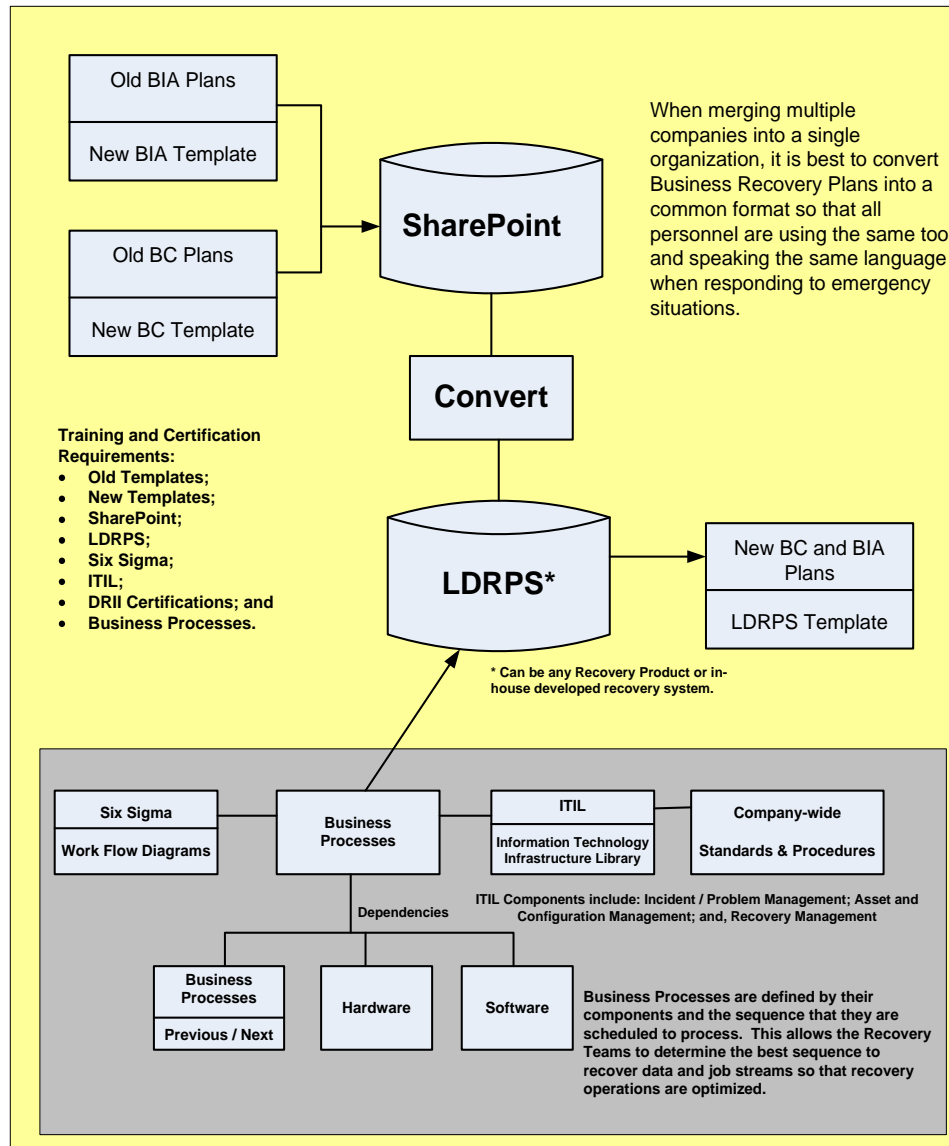 Old BIA Plans
New BIA Template
Old BC Plans
New BC Template
SharePoint
When merging multiple
companies into a single
organization, it is best to convert
Business Recovery Plans into a
common format so that all
personnel are using the same too
and speaking the same language
when responding to emergency
situations.
Convert
Training and Certification
Requirements:
• Old Templates;
• New Templates;
• SharePoint;
• LDRPS;
• Six Sigma;
• ITIL;
• DRII Certifications; and
• Business Processes.
LDRPS*
New BC and BIA
Plans
LDRPS Template
* Can be any Recovery Product or in-
house developed recovery system.
Six Sigma
Work Flow Diagrams
Business
Processes
ITIL
Information Technology
Infrastructure Library
Company-wide
Standards & Procedures
ITIL Components include: Incident / Problem Management; Asset and
Configuration Management; and, Recovery Management
Dependencies
Business
Processes
Previous / Next
Hardware
Software
Business Processes are defined by their
components and the sequence that they are
scheduled to process. This allows the Recovery
Teams to determine the best sequence to
recover data and job streams so that recovery
operations are optimized.